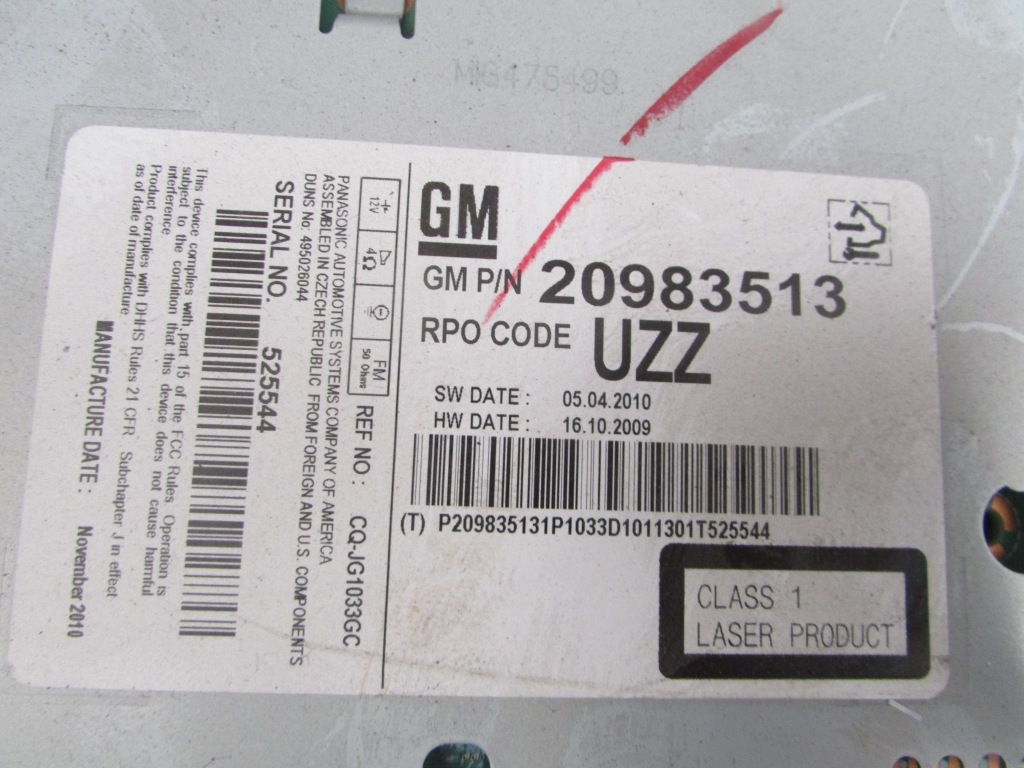 MG475499
GM
GM P/N 20983513
RPO CODE UZZ
SW DATE : 05.04.2010
HW DATE : 16.10.2009
(T) P209835131P1033D1011301T525544
CLASS 1
LASER PRODUCT
12V
4Ω
FM
50 Ohms
REF NO : CQ-JG1033GC
PANASONIC AUTOMOTIVE SYSTEMS COMPANY OF AMERICA
ASSEMBLED IN CZECH REPUBLIC FROM FOREIGN AND U.S. COMPONENTS
DUNS No: 495026044
SERIAL NO. 525544
This device complies with part 15 of the FCC Rules. Operation is
subject to the condition that this device does not cause harmful
interference
Product complies with DHHS Rules 21 CFR Subchapter J in effect
as of date of manufacture.
MANUFACTURE DATE : November 2010